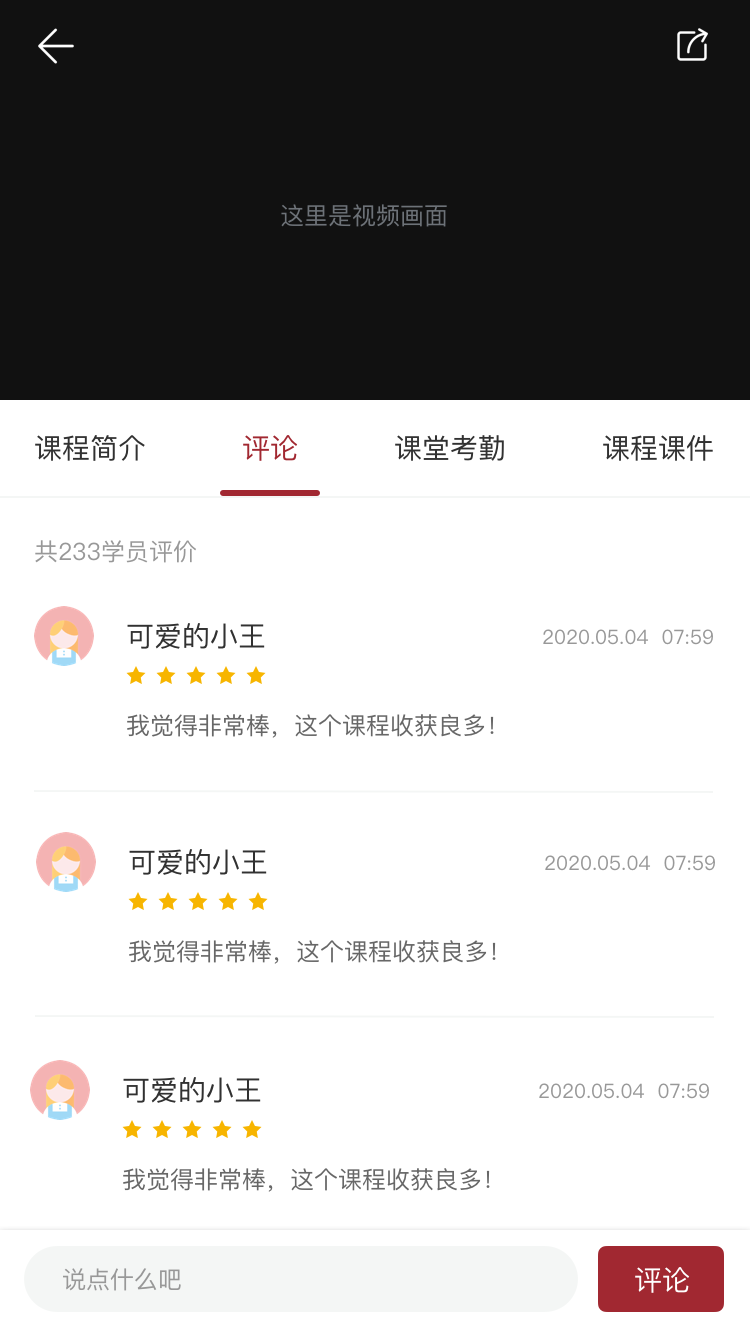 这里是视频画面
课程简介 评论 课堂考勤 课程课件
共233学员评价
可爱的小王 2020.05.04 07:59
我觉得非常棒，这个课程收获良多！
可爱的小王 2020.05.04 07:59
我觉得非常棒，这个课程收获良多！
可爱的小王 2020.05.04 07:59
我觉得非常棒，这个课程收获良多！
说点什么吧 评论